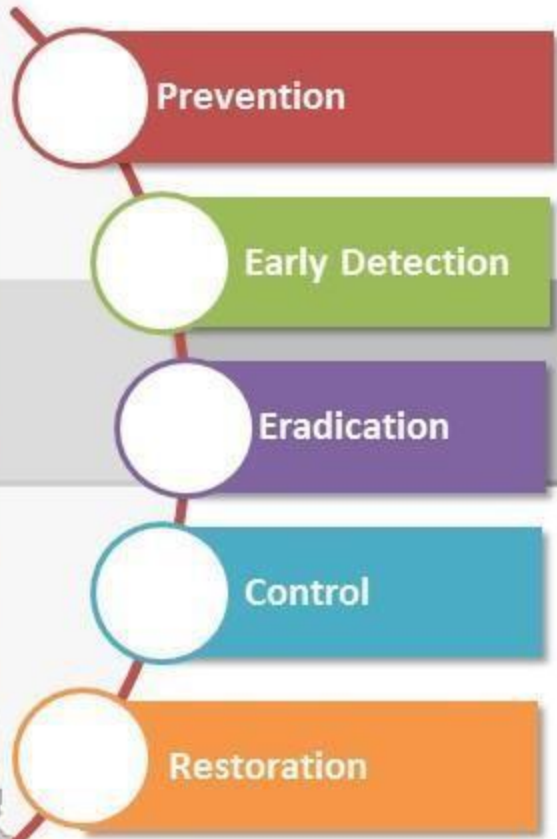 Prevention
Early Detection
Eradication
Control
Restoration